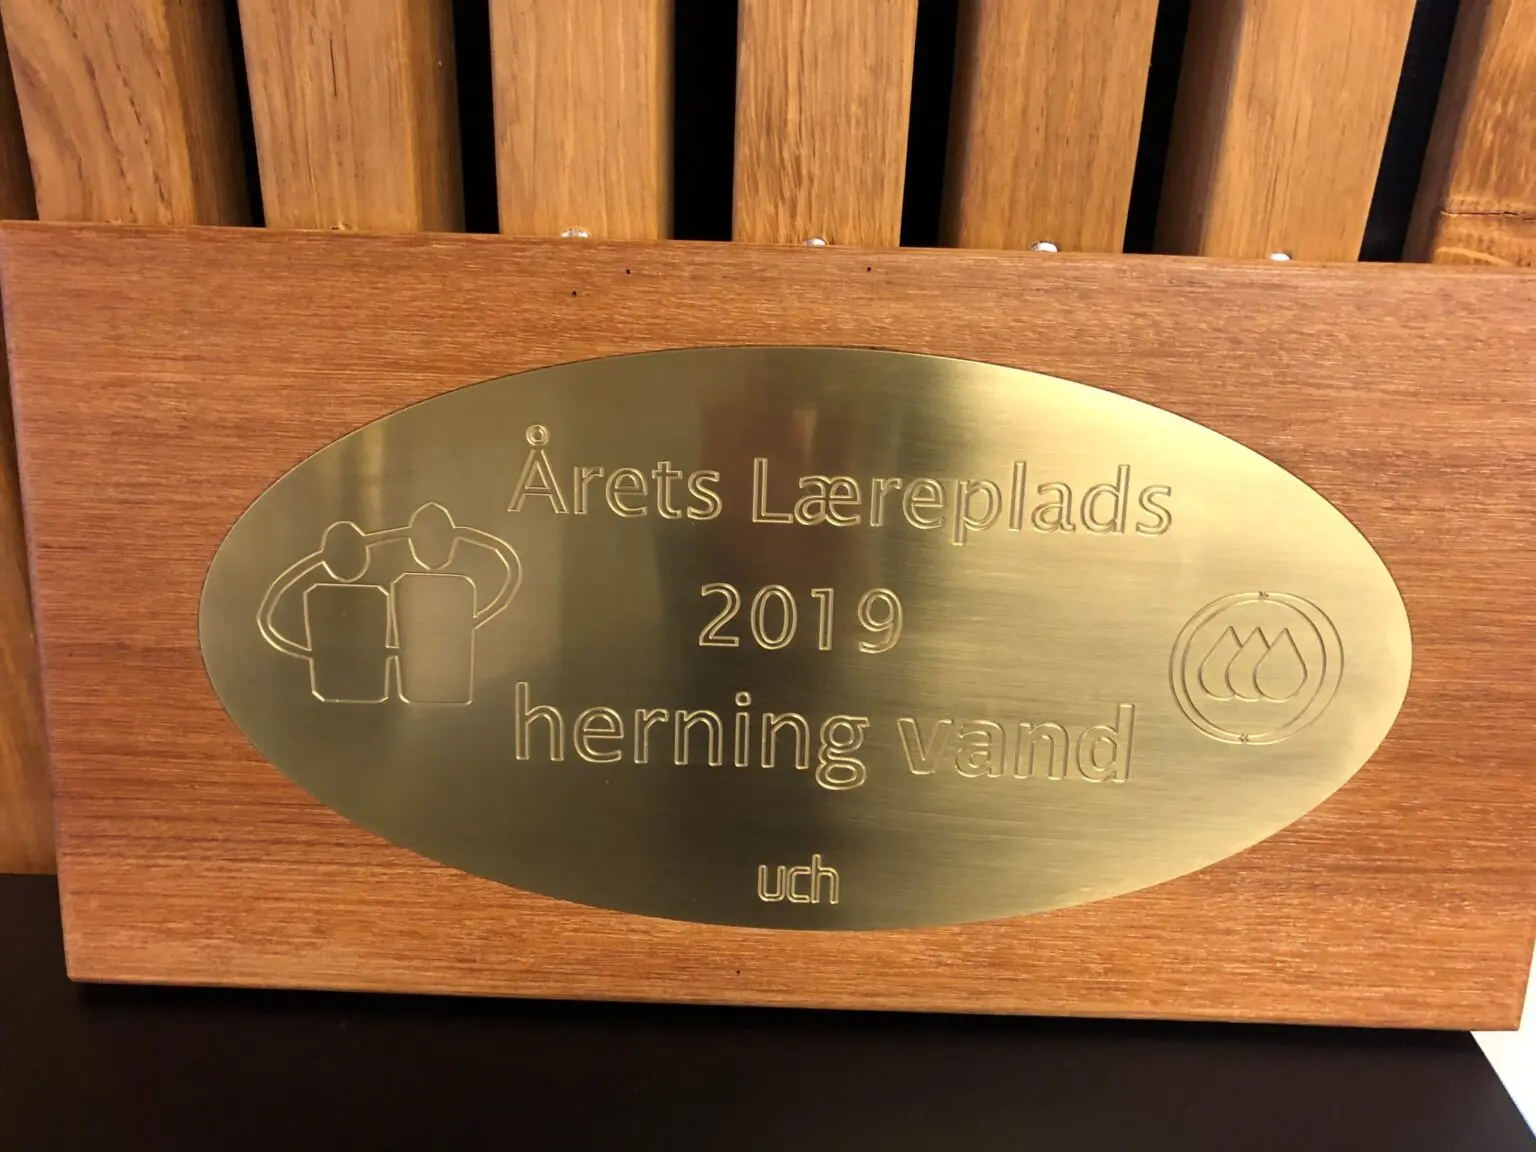 Årets Læreplads
2019
herning vand
uch